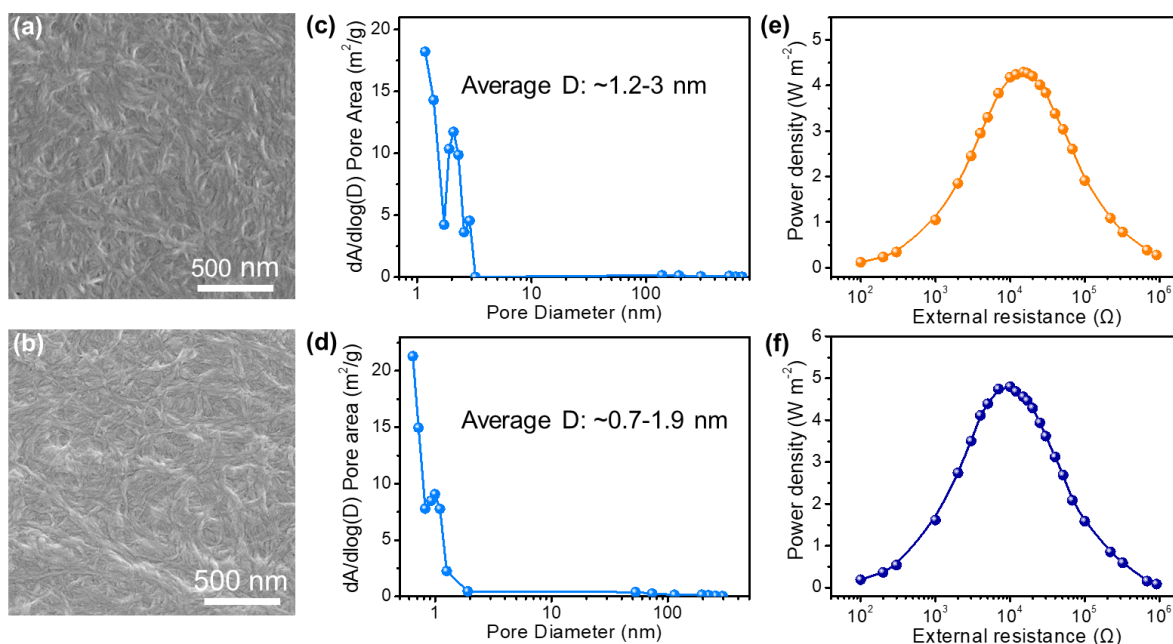 (a)
500 nm
(b)
500 nm
(c)
dA/dlog(D) Pore Area (m²/g)
20
15
10
5
0
Average D: ~1.2-3 nm
1
10
100
Pore Diameter (nm)
(d)
dA/dlog(D) Pore area (m²/g)
20
15
10
5
0
Average D: ~0.7-1.9 nm
1
10
100
Pore Diameter (nm)
(e)
Power density (W m⁻²)
5
4
3
2
1
0
10²
10³
10⁴
10⁵
10⁶
External resistance (Ω)
(f)
Power density (W m⁻²)
6
5
4
3
2
1
0
10²
10³
10⁴
10⁵
10⁶
External resistance (Ω)